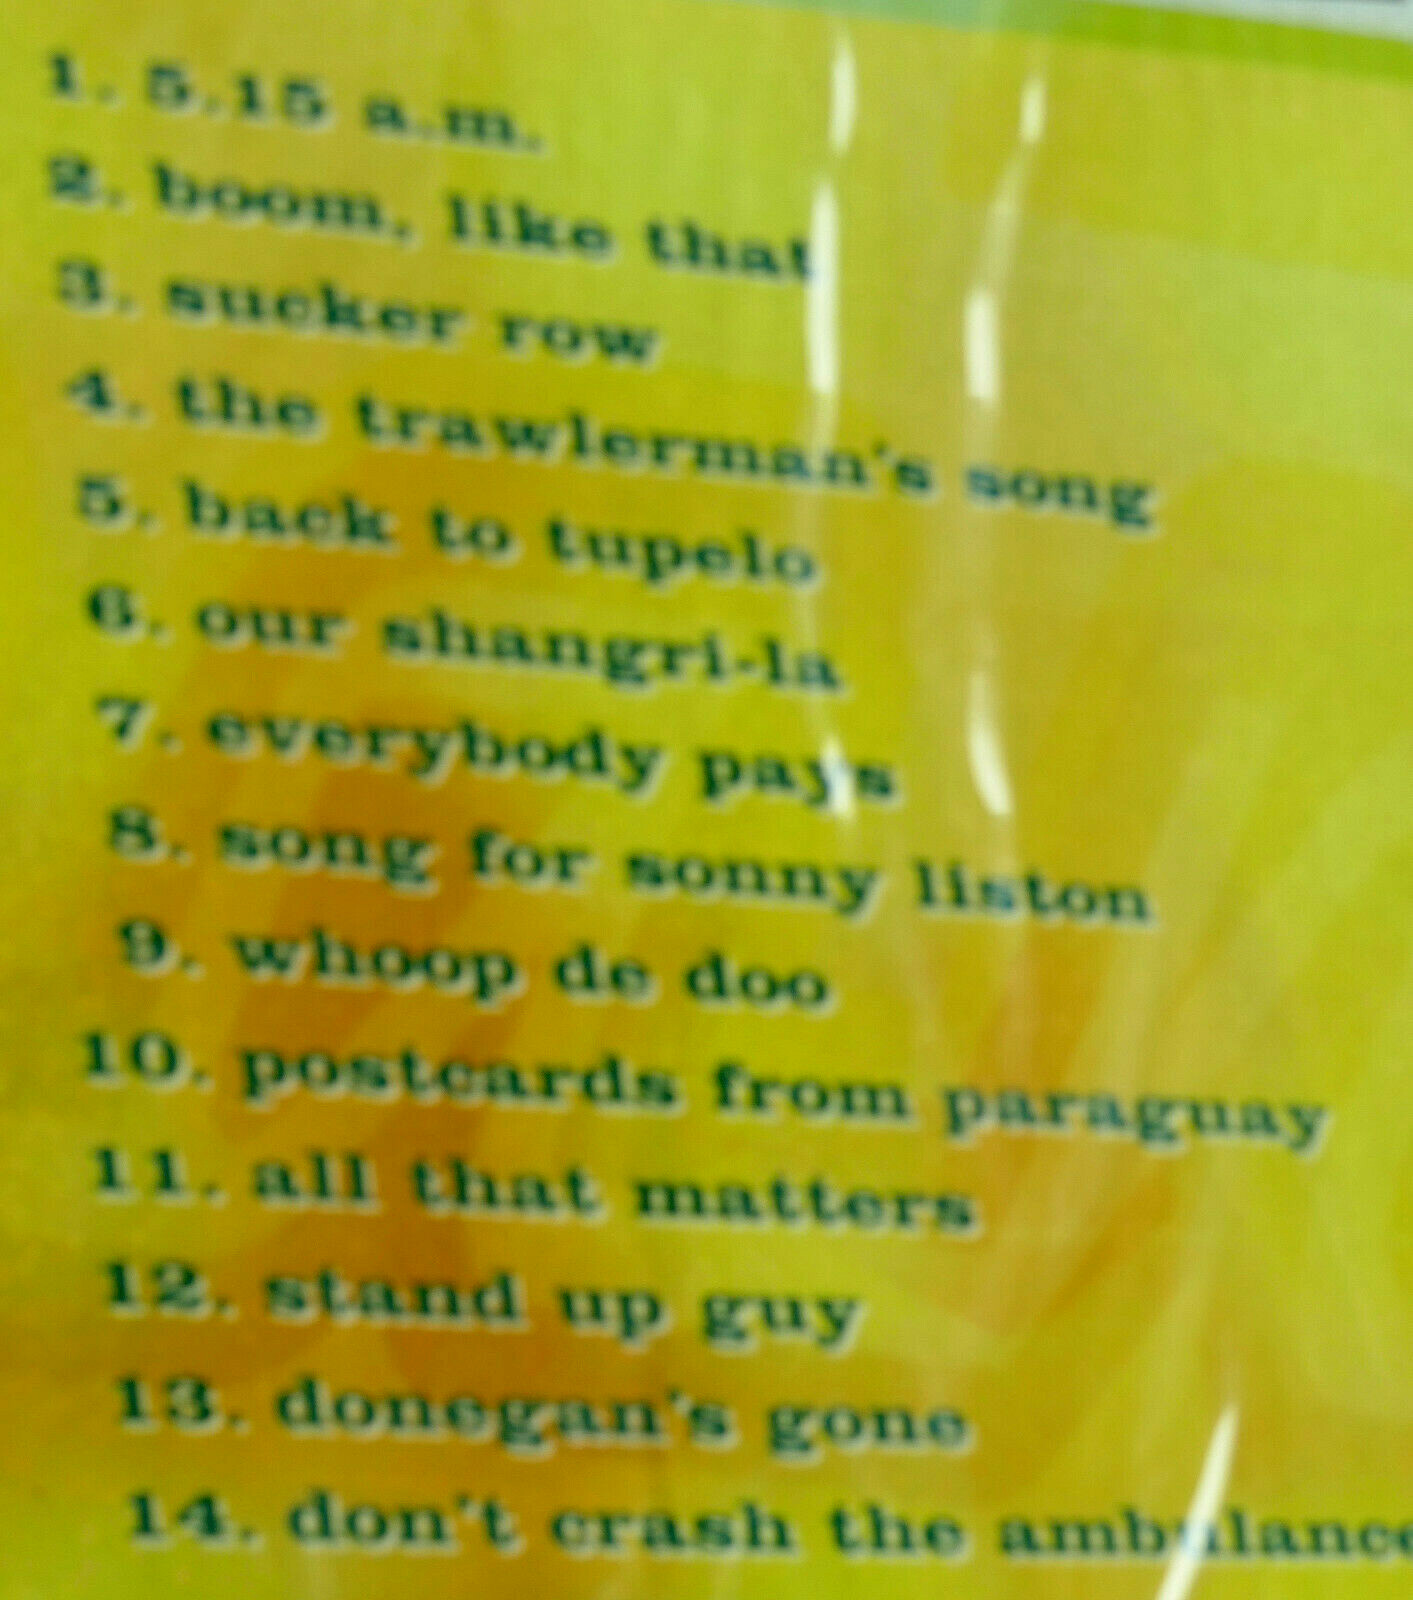 1. 5.15 a.m.
2. boom, like that
3. sucker row
4. the trawlerman's song
5. back to tupelo
6. our shangri-la
7. everybody pays
8. song for sonny liston
9. whoop de doo
10. postcards from paraguay
11. all that matters
12. stand up guy
13. donegan's gone
14. don't crash the ambulance